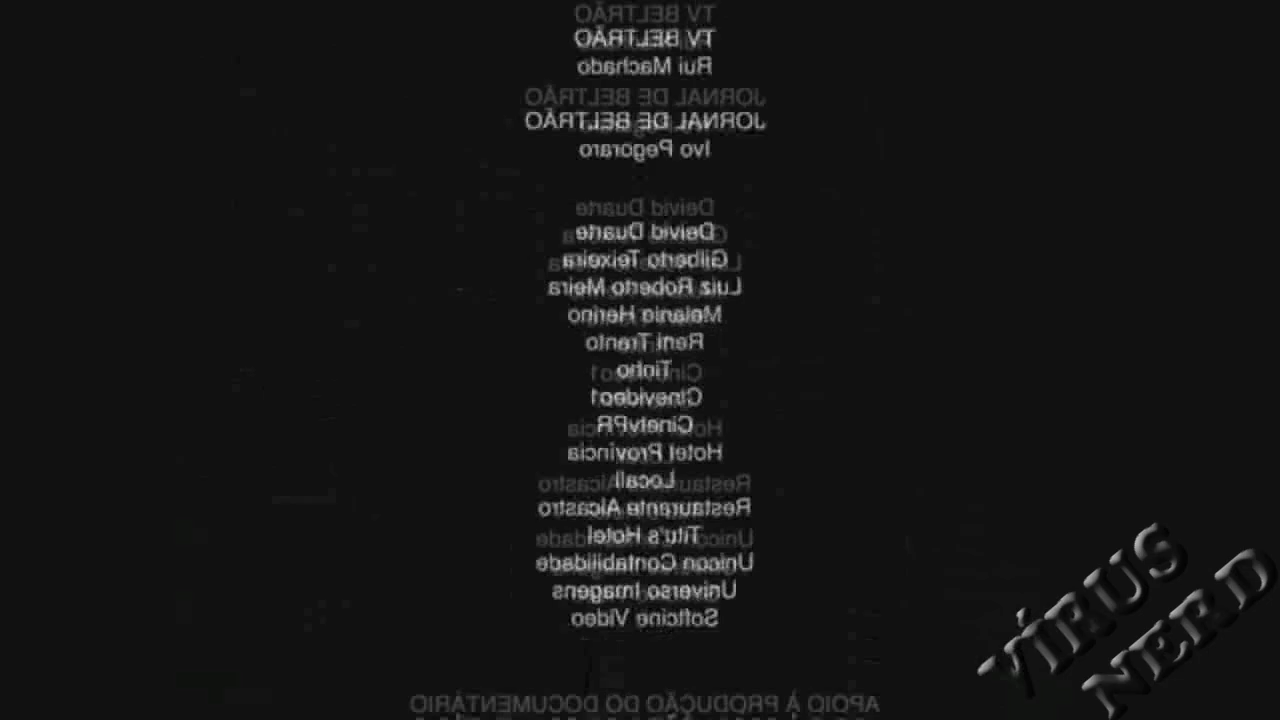 TV BELTRÃO
Rui Machado
JORNAL DE BELTRÃO
Ivo Pegoraro
Deivid Duarte
Gilberto Teixeira
Luiz Roberto Meira
Melanie Herino
Reni Trento
Tinho
Cinevideo1
CinetvPR
Hotel Província
Locall
Restaurante Alcastro
Titu's Hotel
Unicon Contabilidade
Universo Imagens
Softcine Video
APOIO À PRODUÇÃO DO DOCUMENTÁRIO
VÍRUS
NERD